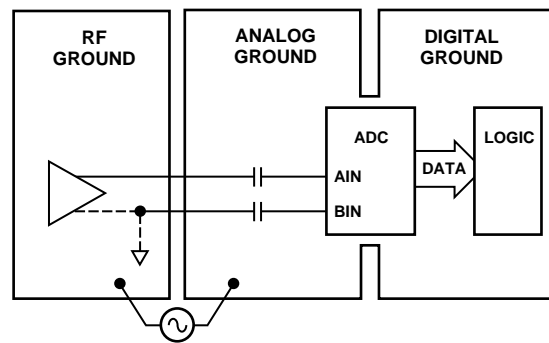 RF
GROUND
ANALOG
GROUND
DIGITAL
GROUND
ADC
LOGIC
DATA
AIN
BIN